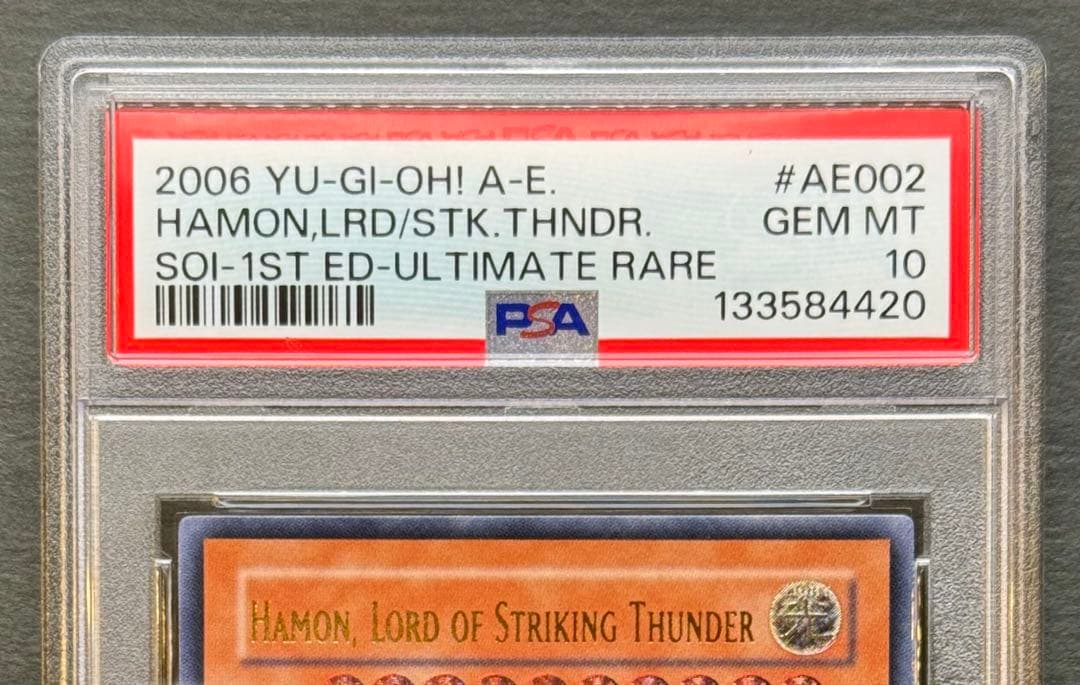 2006 YU-GI-OH! A-E. #AE002
HAMON,LRD/STK.THNDR. GEM MT
SOI-1ST ED-ULTIMATE RARE 10
PSA 133584420
HAMON, LORD OF STRIKING THUNDER